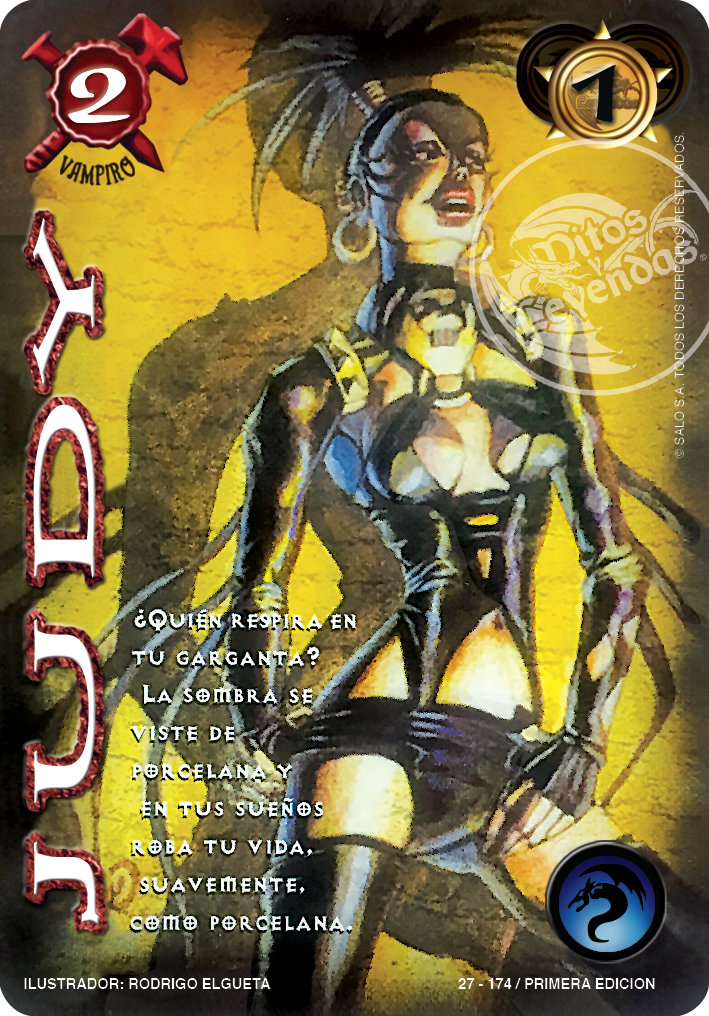 2
VAMPIRO
1
Mitos
y
Leyendas
®
© SALO S.A. TODOS LOS DERECHOS RESERVADOS.
JUDY
¿QUIÉN RESPIRA EN
TU GARGANTA?
LA SOMBRA SE
VISTE DE
PORCELANA Y
EN TUS SUEÑOS
ROBA TU VIDA,
SUAVEMENTE,
COMO PORCELANA.
ILUSTRADOR: RODRIGO ELGUETA
27 - 174 / PRIMERA EDICION